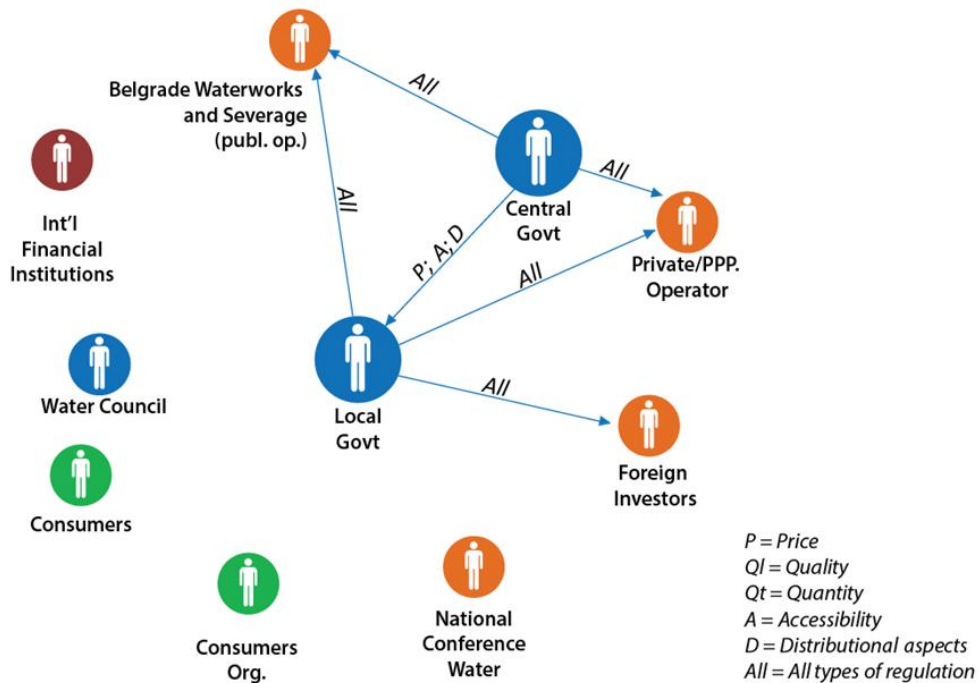 All
Belgrade Waterworks
and Severage
(publ. op.)
All
Central
Govt
All
Int'l
Financial
Institutions
P; A; D
All
Private/PPP.
Operator
Water Council
Local
Govt
All
Foreign
Investors
Consumers
Consumers
Org.
National
Conference
Water
P = Price
Ql = Quality
Qt = Quantity
A = Accessibility
D = Distributional aspects
All = All types of regulation